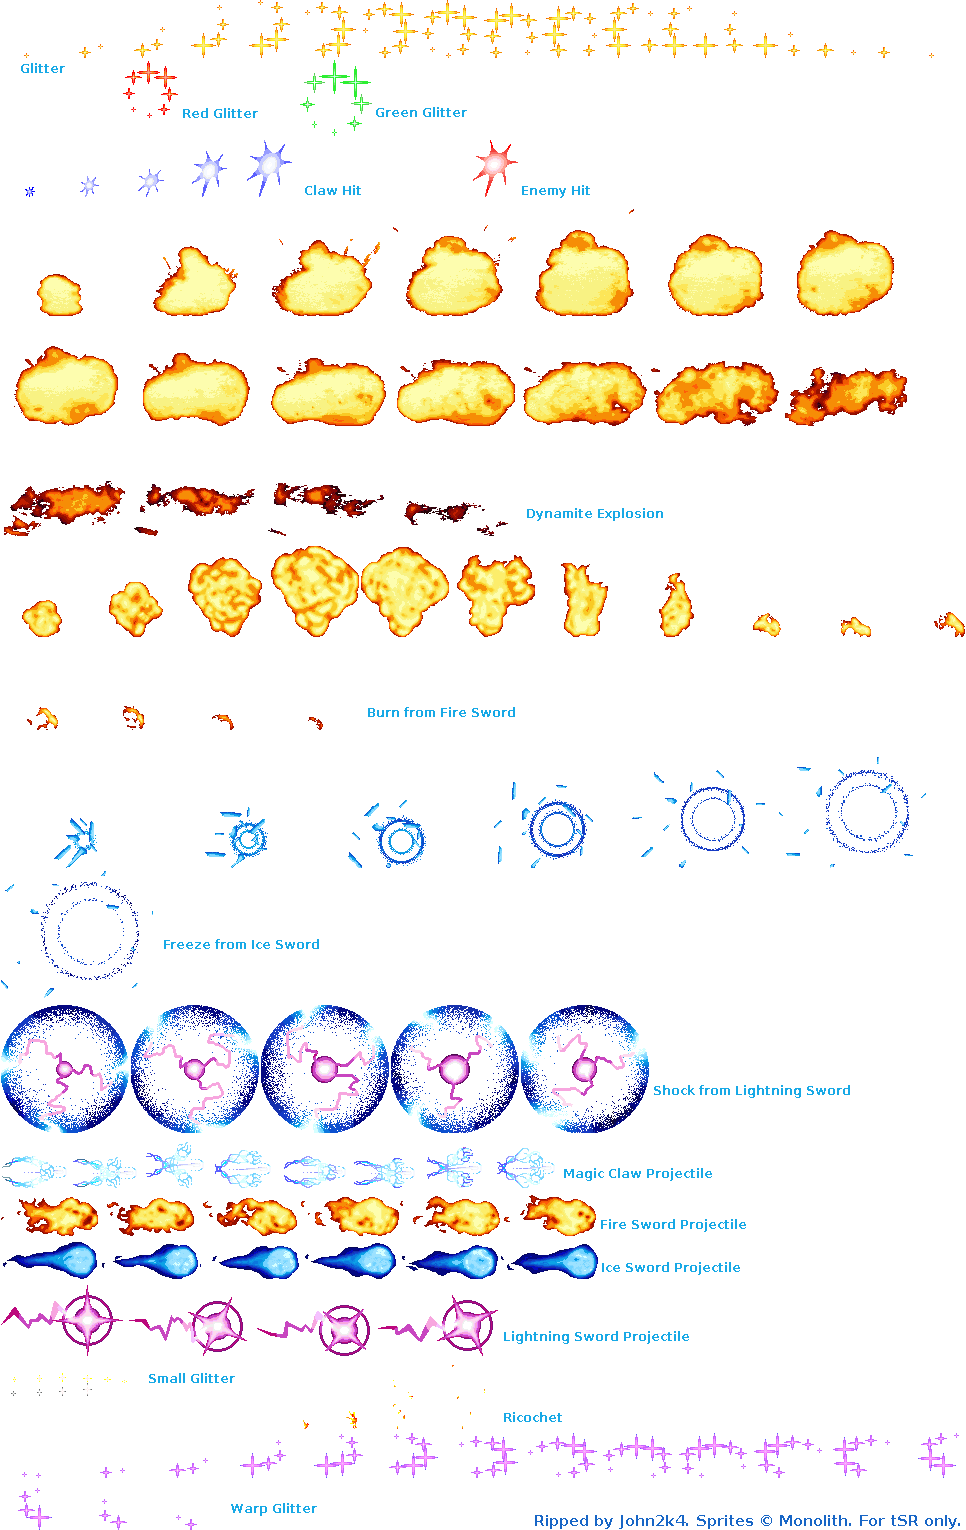 Glitter
Red Glitter
Green Glitter
Claw Hit
Enemy Hit
Dynamite Explosion
Burn from Fire Sword
Freeze from Ice Sword
Shock from Lightning Sword
Magic Claw Projectile
Fire Sword Projectile
Ice Sword Projectile
Lightning Sword Projectile
Small Glitter
Ricochet
Warp Glitter
Ripped by John2k4. Sprites © Monolith. For tSR only.